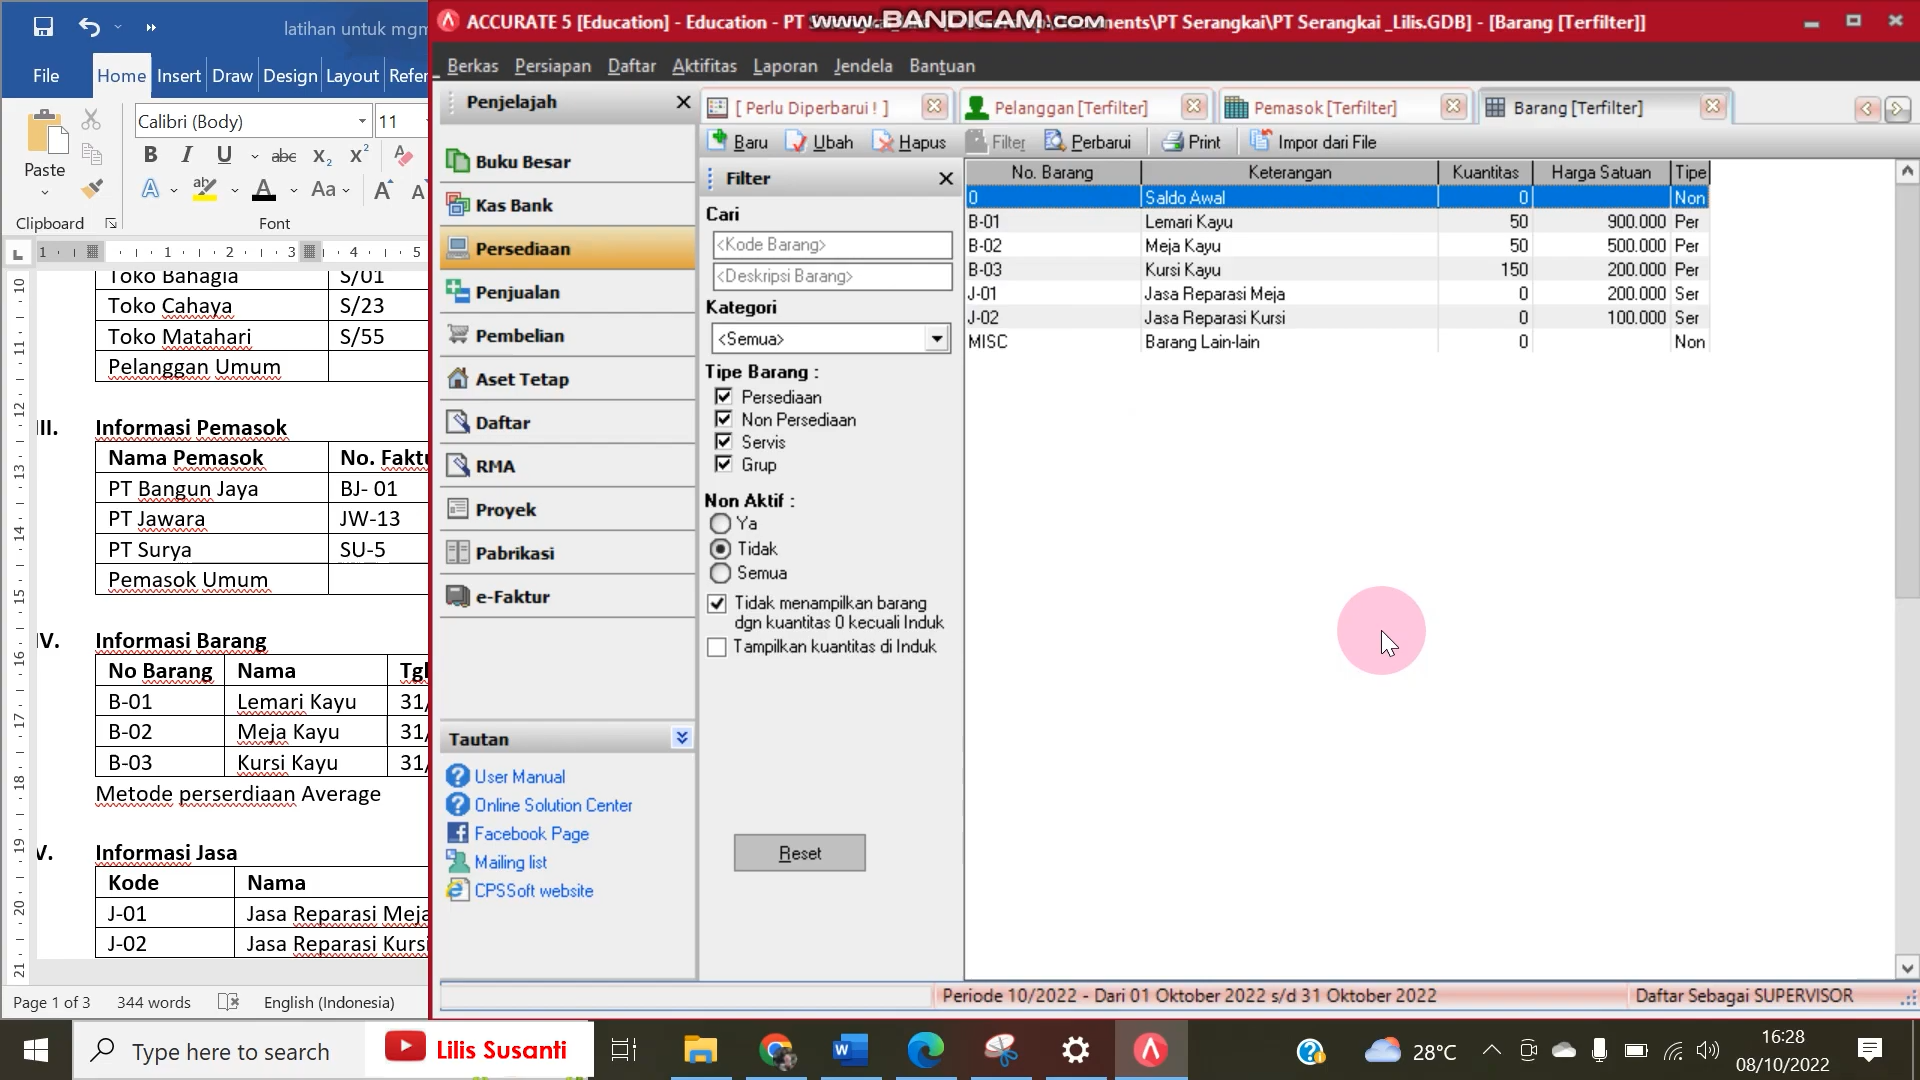 latihan untuk mgm
File Home Insert Draw Design Layout Refer
Calibri (Body) 11
Paste
Clipboard Font
Toko Bahagia S/01
Toko Cahaya S/23
Toko Matahari S/55
Pelanggan Umum
III. Informasi Pemasok
Nama Pemasok No. Faktu
PT Bangun Jaya BJ- 01
PT Jawara JW-13
PT Surya SU-5
Pemasok Umum
IV. Informasi Barang
No Barang Nama Tgl
B-01 Lemari Kayu 31/
B-02 Meja Kayu 31/
B-03 Kursi Kayu 31/
Metode perserdiaan Average
V. Informasi Jasa
Kode Nama
J-01 Jasa Reparasi Meja
J-02 Jasa Reparasi Kursi
Page 1 of 3 344 words English (Indonesia)
ACCURATE 5 [Education] - Education - PT
www.BANDICAM.com
ments\PT Serangkai\PT Serangkai _Lilis.GDB] - [Barang [Terfilter]]
Berkas Persiapan Daftar Aktifitas Laporan Jendela Bantuan
Penjelajah
[ Perlu Diperbarui ! ] Pelanggan [Terfilter] Pemasok [Terfilter] Barang [Terfilter]
Baru Ubah Hapus Filter Perbarui Print Impor dari File
Buku Besar
Kas Bank
Persediaan
Penjualan
Pembelian
Aset Tetap
Daftar
RMA
Proyek
Pabrikasi
e-Faktur
Tautan
User Manual
Online Solution Center
Facebook Page
Mailing list
CPSSoft website
Filter
Cari
<Kode Barang>
<Deskripsi Barang>
Kategori
<Semua>
Tipe Barang :
Persediaan
Non Persediaan
Servis
Grup
Non Aktif :
Ya
Tidak
Semua
Tidak menampilkan barang
dgn kuantitas 0 kecuali Induk
Tampilkan kuantitas di Induk
Reset
No. Barang Keterangan Kuantitas Harga Satuan Tipe
0 Saldo Awal 0 Non
B-01 Lemari Kayu 50 900.000 Per
B-02 Meja Kayu 50 500.000 Per
B-03 Kursi Kayu 150 200.000 Per
J-01 Jasa Reparasi Meja 0 200.000 Ser
J-02 Jasa Reparasi Kursi 0 100.000 Ser
MISC Barang Lain-lain 0 Non
Periode 10/2022 - Dari 01 Oktober 2022 s/d 31 Oktober 2022 Daftar Sebagai SUPERVISOR
Type here to search
Lilis Susanti
28°C
16:28
08/10/2022